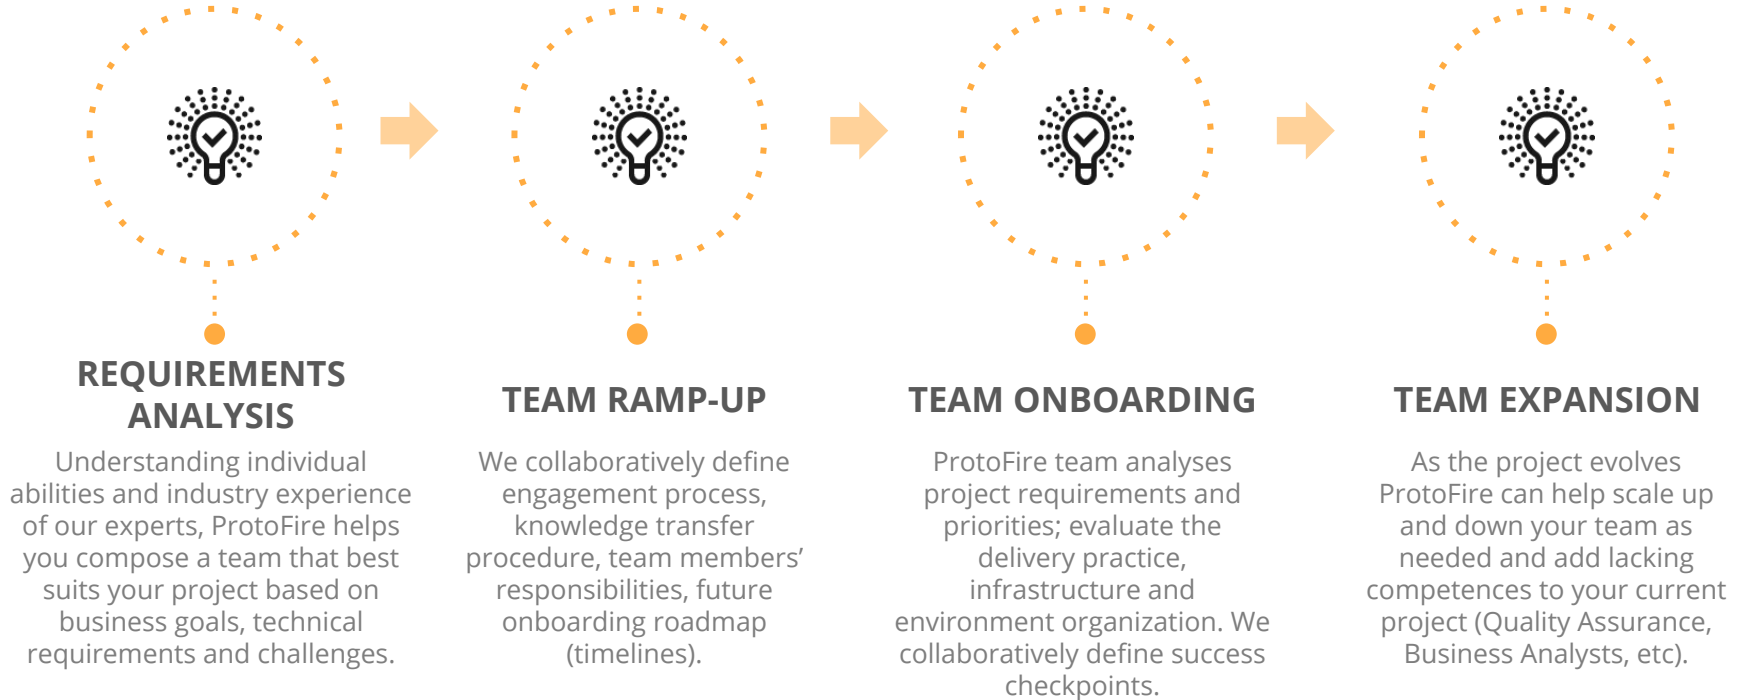 REQUIREMENTS
ANALYSIS
Understanding individual
abilities and industry experience
of our experts, ProtoFire helps
you compose a team that best
suits your project based on
business goals, technical
requirements and challenges.
TEAM RAMP-UP
We collaboratively define
engagement process,
knowledge transfer
procedure, team members’
responsibilities, future
onboarding roadmap
(timelines).
TEAM ONBOARDING
ProtoFire team analyses
project requirements and
priorities; evaluate the
delivery practice,
infrastructure and
environment organization. We
collaboratively define success
checkpoints.
TEAM EXPANSION
As the project evolves
ProtoFire can help scale up
and down your team as
needed and add lacking
competences to your current
project (Quality Assurance,
Business Analysts, etc).